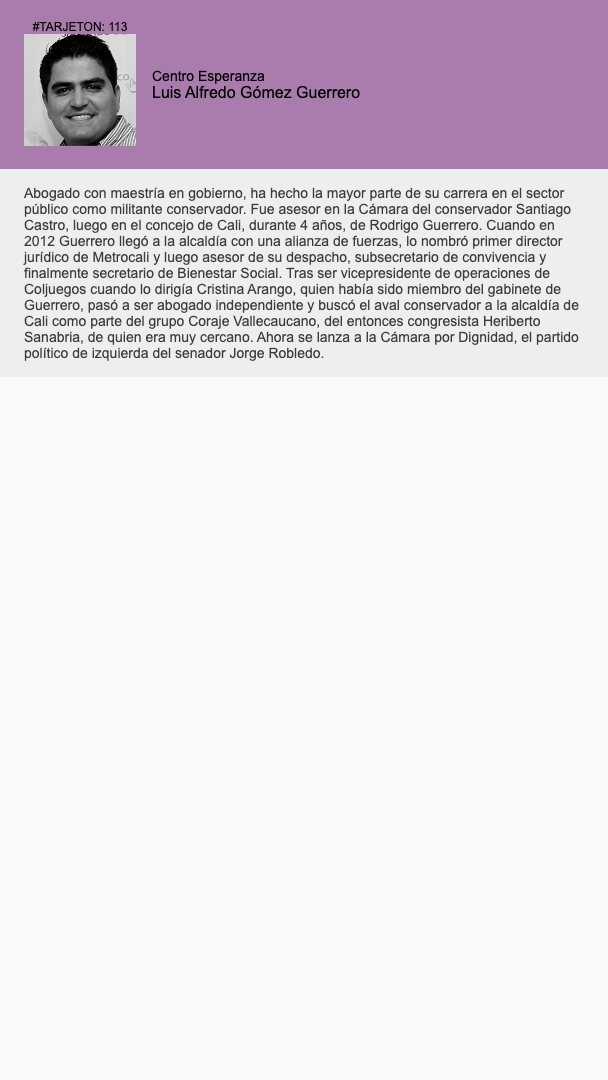 #TARJETON: 113
Centro Esperanza
Luis Alfredo Gómez Guerrero
Abogado con maestría en gobierno, ha hecho la mayor parte de su carrera en el sector
público como militante conservador. Fue asesor en la Cámara del conservador Santiago
Castro, luego en el concejo de Cali, durante 4 años, de Rodrigo Guerrero. Cuando en
2012 Guerrero llegó a la alcaldía con una alianza de fuerzas, lo nombró primer director
jurídico de Metrocali y luego asesor de su despacho, subsecretario de convivencia y
finalmente secretario de Bienestar Social. Tras ser vicepresidente de operaciones de
Coljuegos cuando lo dirigía Cristina Arango, quien había sido miembro del gabinete de
Guerrero, pasó a ser abogado independiente y buscó el aval conservador a la alcaldía de
Cali como parte del grupo Coraje Vallecaucano, del entonces congresista Heriberto
Sanabria, de quien era muy cercano. Ahora se lanza a la Cámara por Dignidad, el partido
político de izquierda del senador Jorge Robledo.